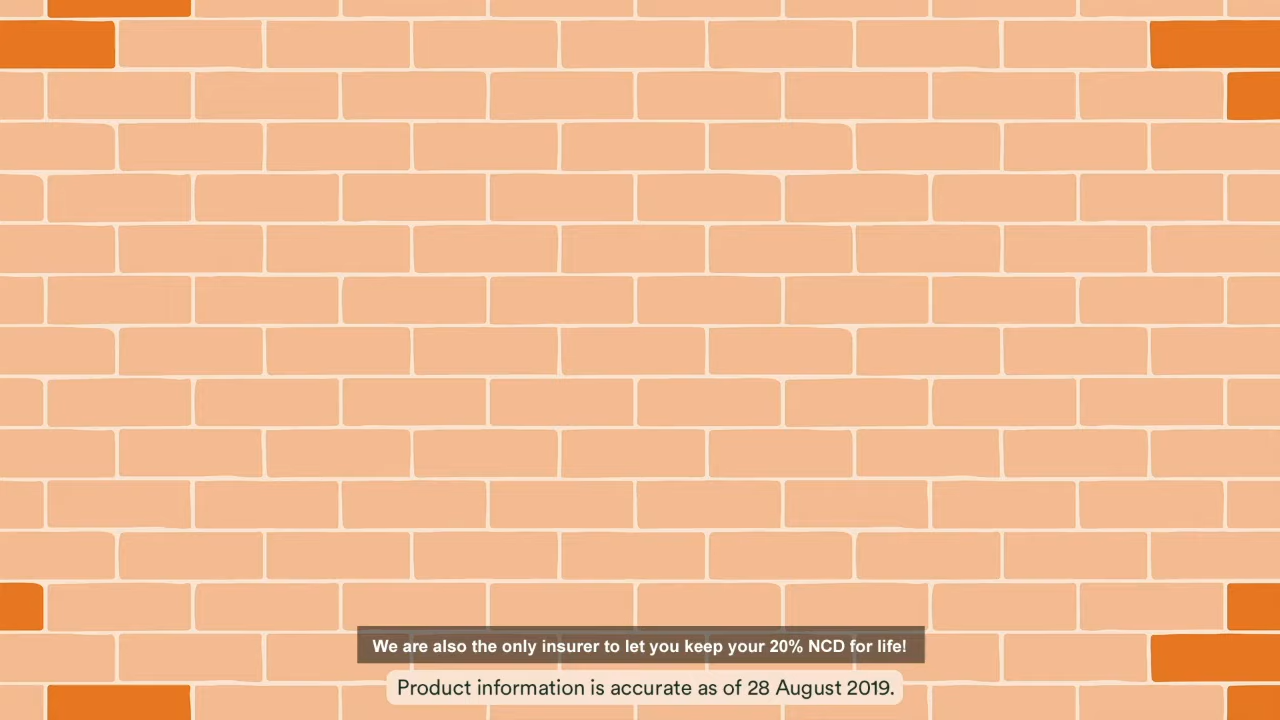 We are also the only insurer to let you keep your 20% NCD for life!
Product information is accurate as of 28 August 2019.